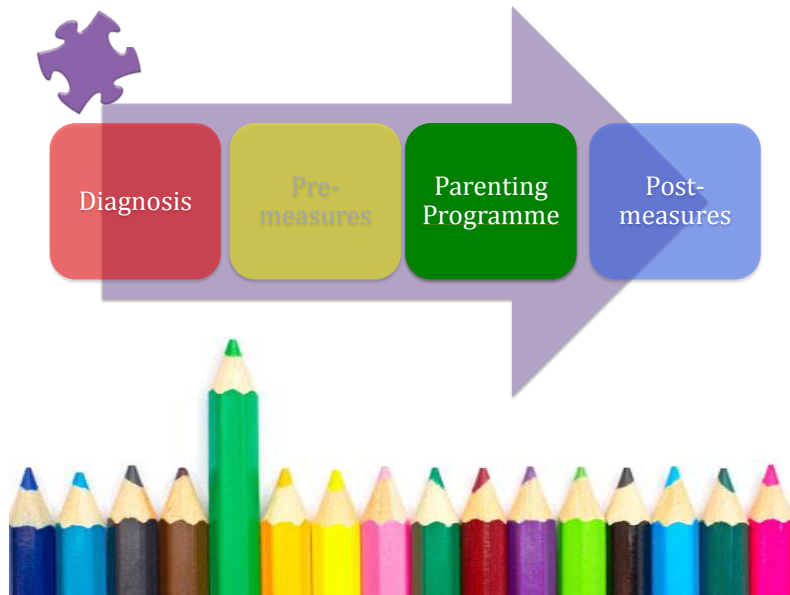 Diagnosis
Pre-
measures
Parenting
Programme
Post-
measures